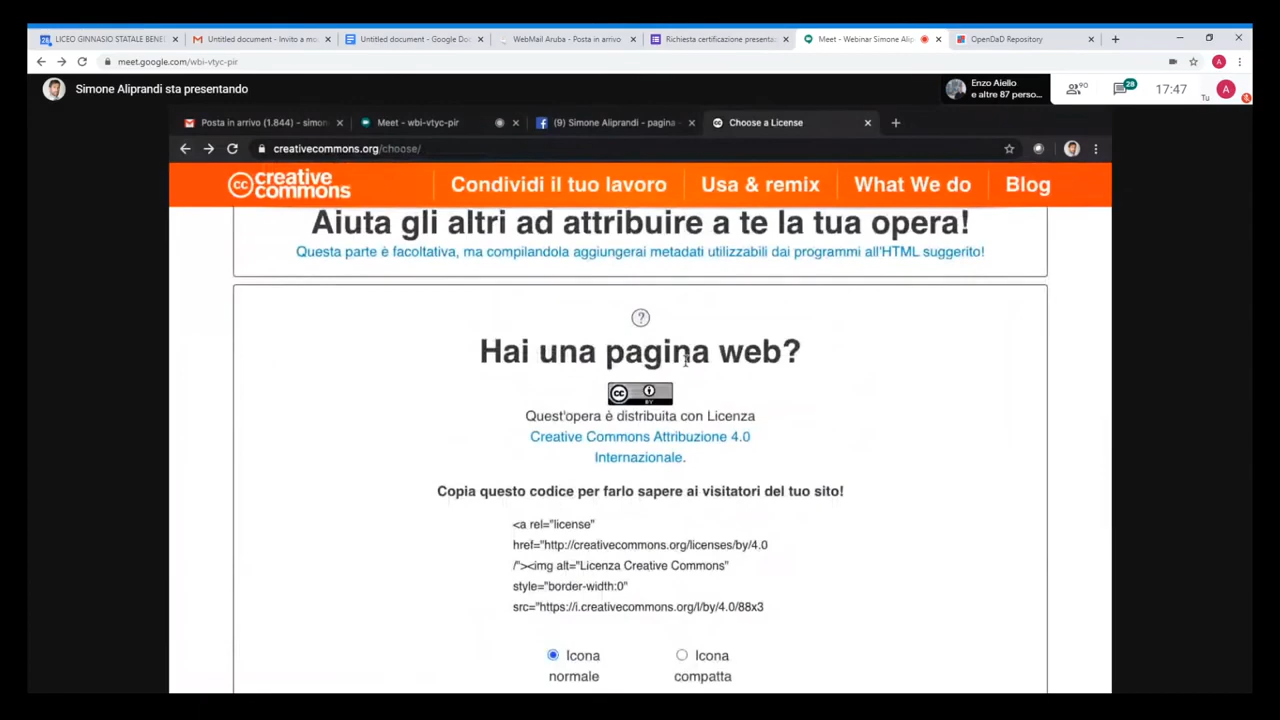 LICEO GINNASIO STATALE BENE
Untitled document - Invito a mo
Untitled document - Google Doc
WebMail Aruba - Posta in arrivo
Richiesta certificazione presenta
Meet - Webinar Simone Alip
OpenDaD Repository
meet.google.com/wbi-vtyc-pir
A
Simone Aliprandi sta presentando
Enzo Aiello
e altre 87 perso...
90
28
17:47
Tu
A
Posta in arrivo (1.844) - simon
Meet - wbi-vtyc-pir
(9) Simone Aliprandi - pagina
Choose a License
creativecommons.org/choose/
cc creative commons
Condividi il tuo lavoro
Usa & remix
What We do
Blog
Aiuta gli altri ad attribuire a te la tua opera!
Questa parte è facoltativa, ma compilandola aggiungerai metadati utilizzabili dai programmi all'HTML suggerito!
?
Hai una pagina web?
cc BY
Quest'opera è distribuita con Licenza
Creative Commons Attribuzione 4.0
Internazionale.
Copia questo codice per farlo sapere ai visitatori del tuo sito!
<a rel="license"
href="http://creativecommons.org/licenses/by/4.0
/"><img alt="Licenza Creative Commons"
style="border-width:0"
src="https://i.creativecommons.org/l/by/4.0/88x3
Icona normale
Icona compatta